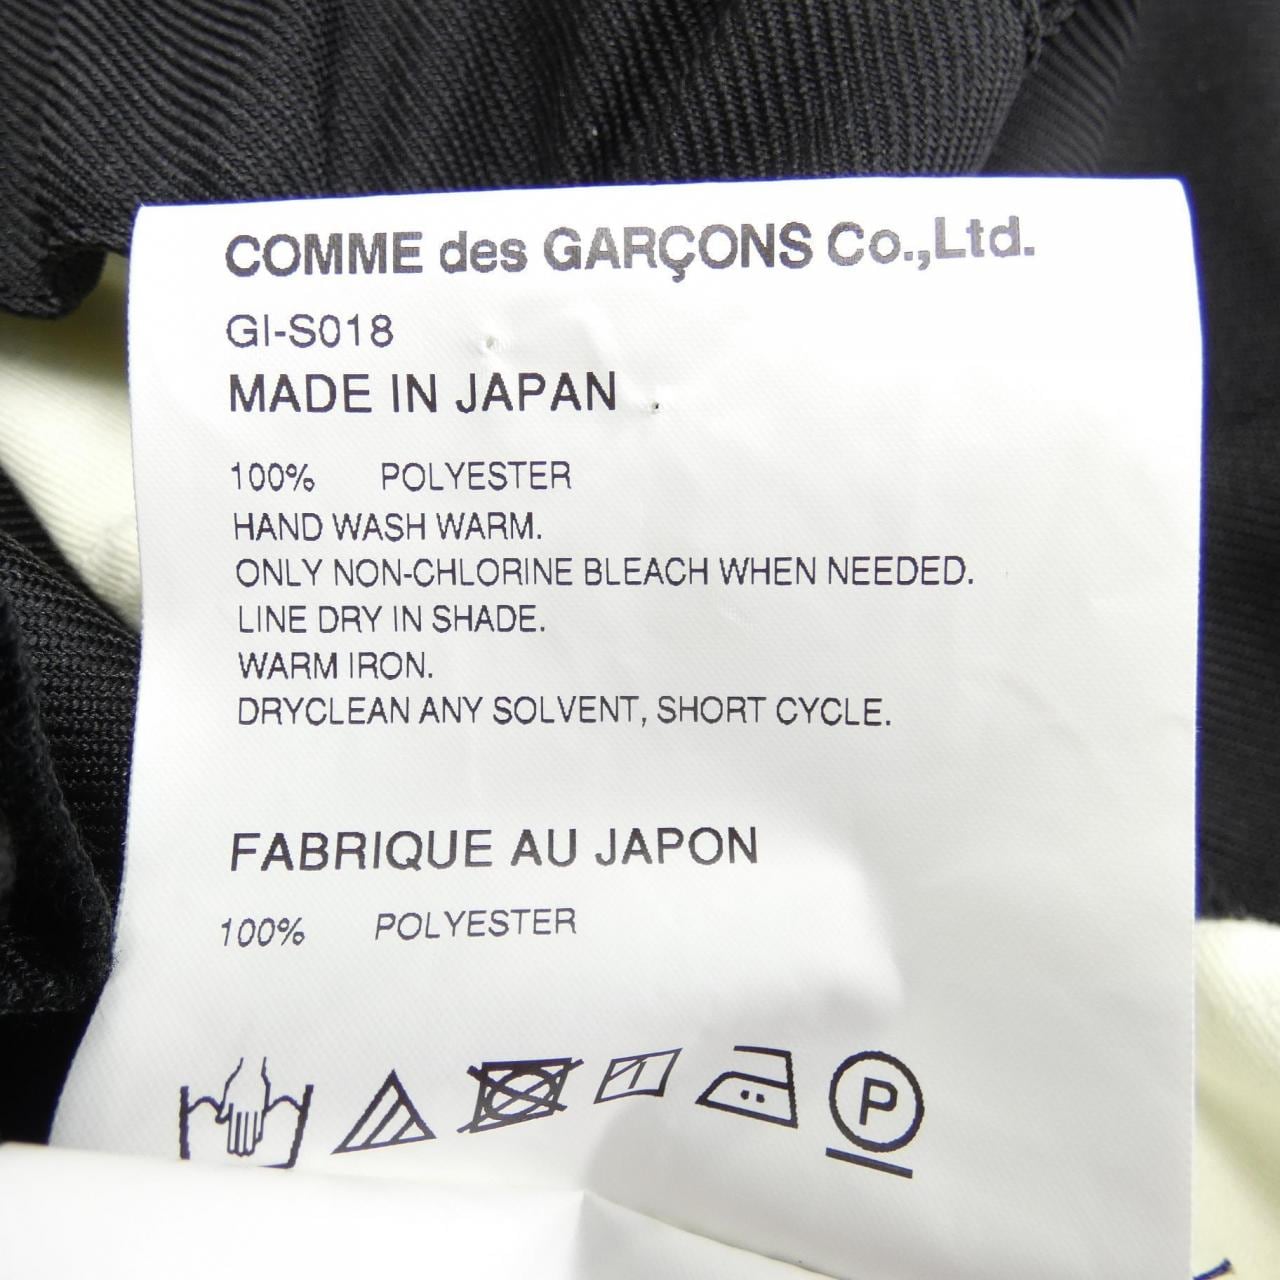 COMME des GARÇONS Co.,Ltd.
GI-S018
MADE IN JAPAN
100% POLYESTER
HAND WASH WARM.
ONLY NON-CHLORINE BLEACH WHEN NEEDED.
LINE DRY IN SHADE.
WARM IRON.
DRYCLEAN ANY SOLVENT, SHORT CYCLE.
FABRIQUE AU JAPON
100% POLYESTER
P